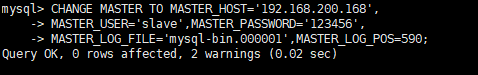 mysql> CHANGE MASTER TO MASTER_HOST='192.168.200.168',
    -> MASTER_USER='slave',MASTER_PASSWORD='123456',
    -> MASTER_LOG_FILE='mysql-bin.000001',MASTER_LOG_POS=590;
Query OK, 0 rows affected, 2 warnings (0.02 sec)